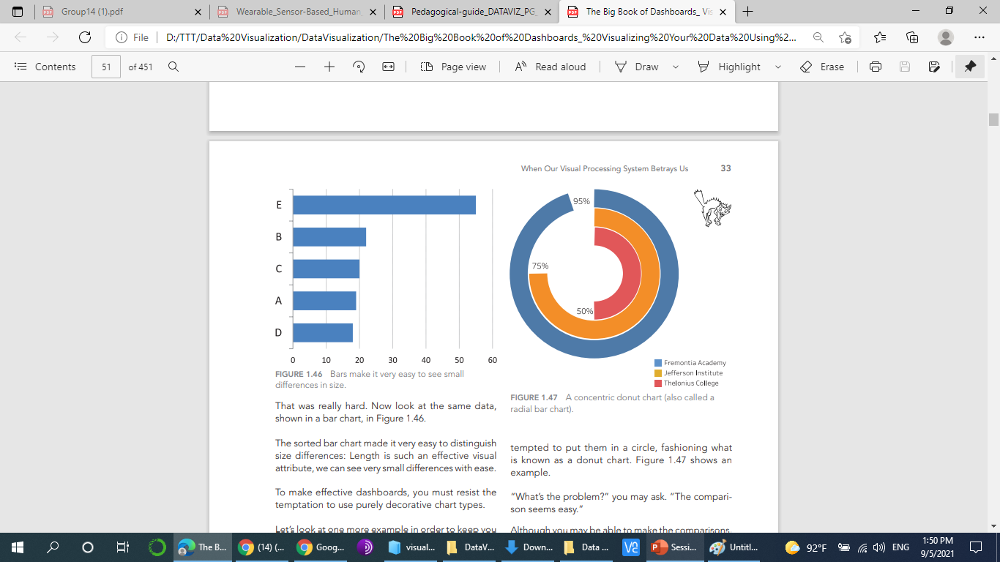 Group14 (1).pdf
Wearable_Sensor-Based_Human
Pedagogical-guide_DATAVIZ_PG
The Big Book of Dashboards_ Vis
File
D:/TTT/Data%20Visualization/DataVisualization/The%20Big%20Book%20of%20Dashboards_%20Visualizing%20Your%20Data%20Using%2...
Contents
51
of 451
Page view
Read aloud
Draw
Highlight
Erase
When Our Visual Processing System Betrays Us 33
E
B
C
A
D
0 10 20 30 40 50 60
FIGURE 1.46 Bars make it very easy to see small
differences in size.
That was really hard. Now look at the same data,
shown in a bar chart, in Figure 1.46.
The sorted bar chart made it very easy to distinguish
size differences: Length is such an effective visual
attribute, we can see very small differences with ease.
To make effective dashboards, you must resist the
temptation to use purely decorative chart types.
Let's look at one more example in order to keep you
95%
75%
50%
Fremontia Academy
Jefferson Institute
Thelonius College
FIGURE 1.47 A concentric donut chart (also called a
radial bar chart).
tempted to put them in a circle, fashioning what
is known as a donut chart. Figure 1.47 shows an
example.
“What's the problem?” you may ask. “The compari-
son seems easy.”
Although you may be able to make the comparisons,
The B...
(14) (...
Goog...
visual...
DataV...
Down...
Data ...
Sessi...
Untitl...
92°F
ENG
1:50 PM
9/5/2021